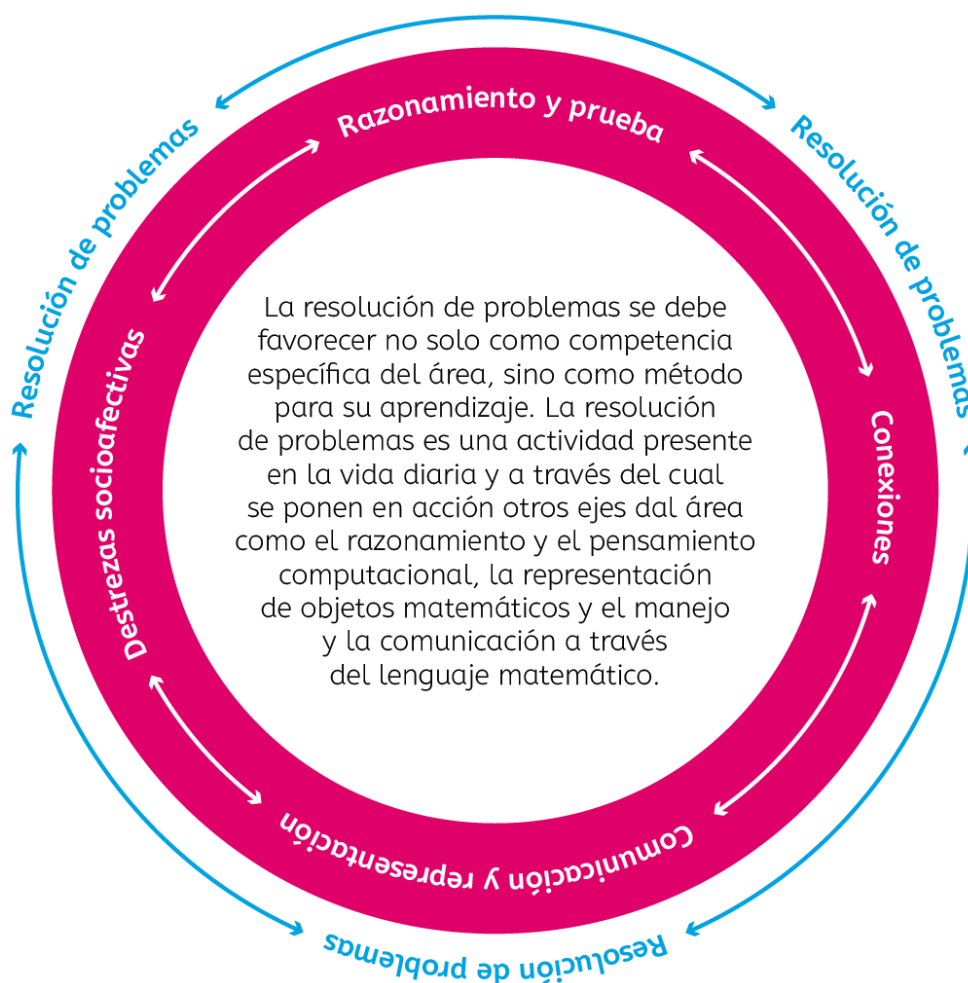 Resolución de problemas
Resolución de problemas
Razonamiento y prueba
Conexiones
Destrezas socioafectivas
La resolución de problemas se debe
favorecer no solo como competencia
específica del área, sino como método
para su aprendizaje. La resolución
de problemas es una actividad presente
en la vida diaria y a través del cual
se ponen en acción otros ejes dal área
como el razonamiento y el pensamiento
computacional, la representación
de objetos matemáticos y el manejo
y la comunicación a través
del lenguaje matemático.
Comunicación y representación
Resolución de problemas